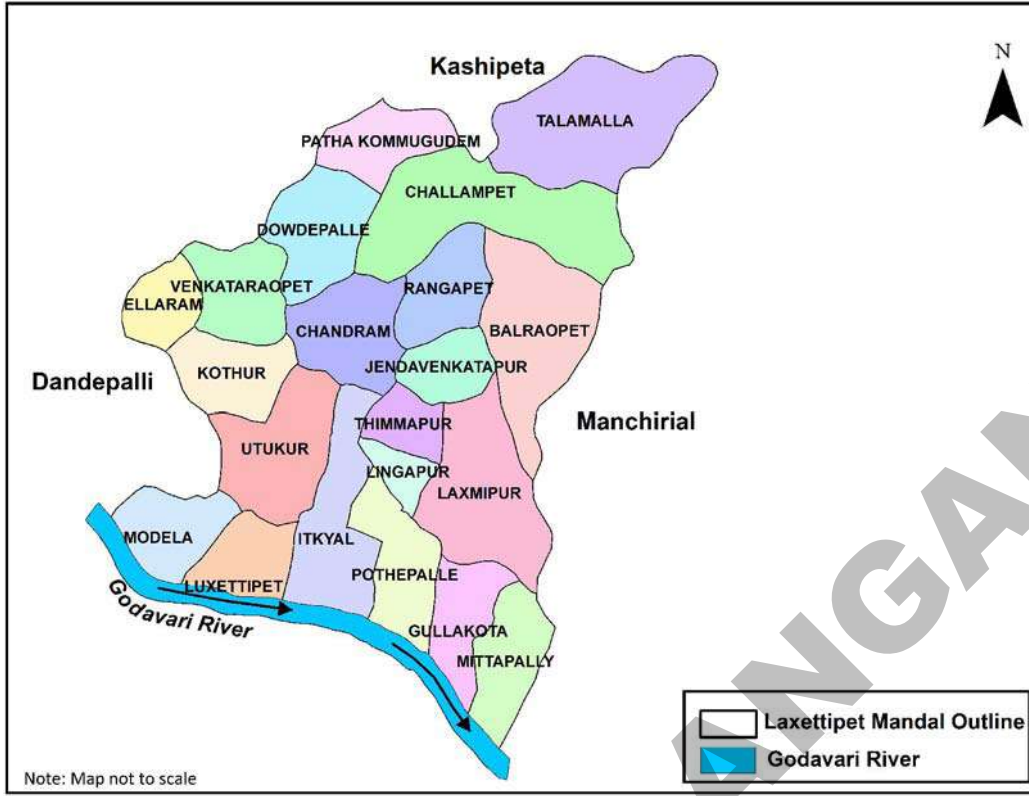 Kashipeta
N
TALAMALLA
PATHA KOMMUGUDEM
CHALLAMPET
DOWDEPALLE
VENKATARAOPET
RANGAPET
ELLARAM
CHANDRAM
BALRAOPET
JENDAVENKATAPUR
KOTHUR
Dandepalli
THIMMAPUR
Manchirial
UTUKUR
LINGAPUR
LAXMIPUR
MODELA
ITKYAL
POTHEPALLE
LUXETTIPET
Godavari River
GULLAKOTA
MITTAPALLY
Laxettipet Mandal Outline
Godavari River
Note: Map not to scale
ANGAN